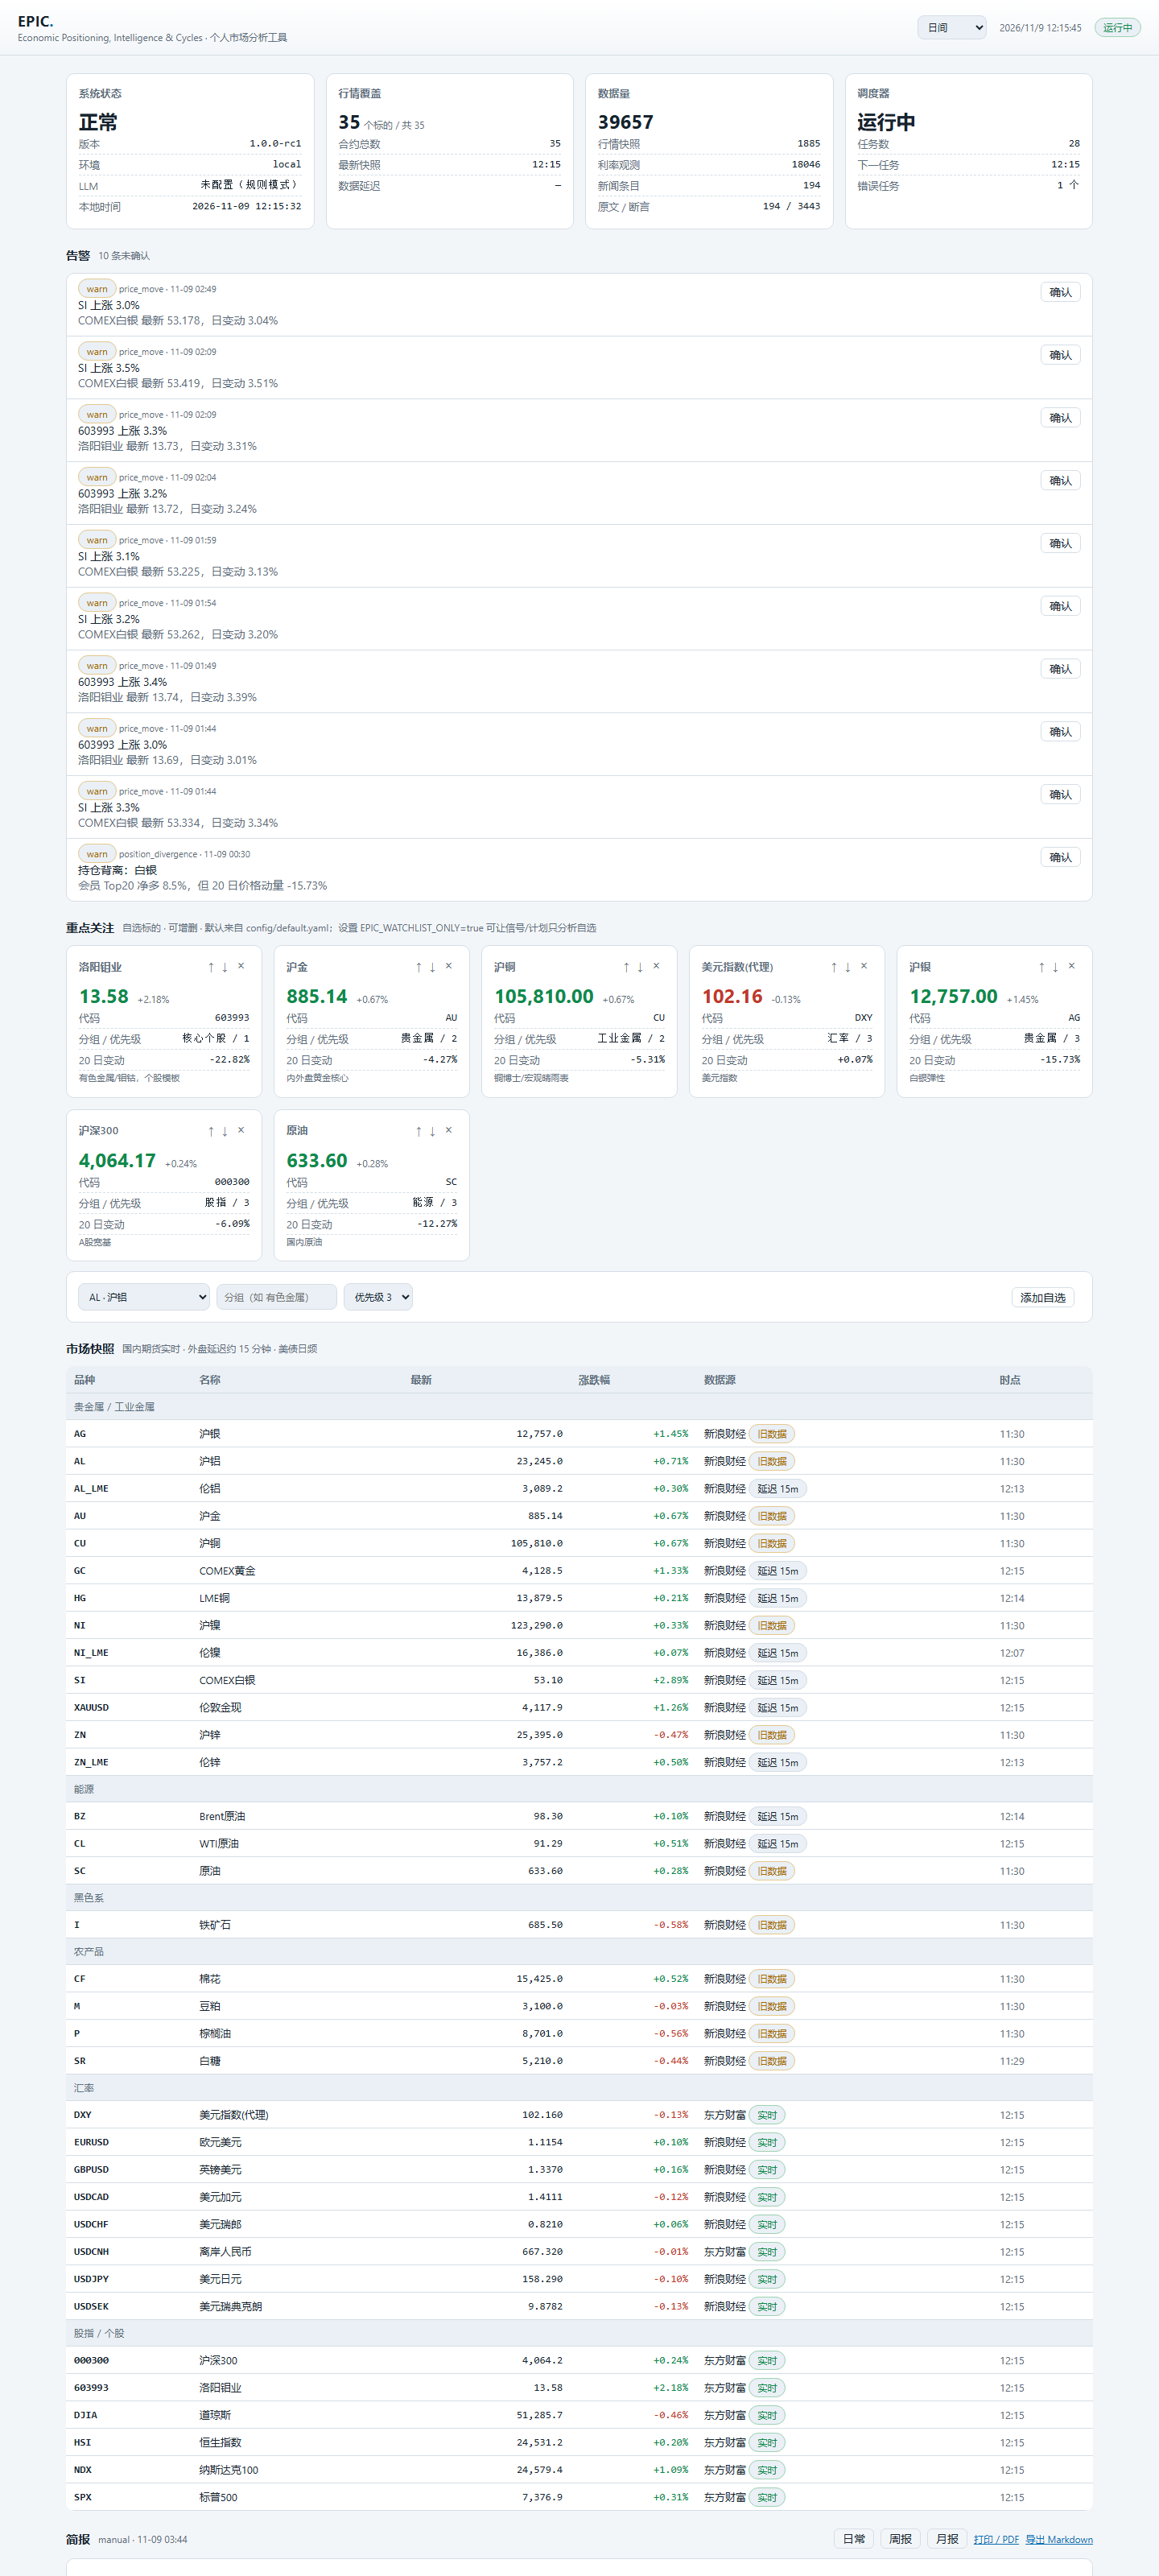 EPIC.
Economic Positioning, Intelligence & Cycles · 个人市场分析工具
日间 2026/11/9 12:15:45 运行中
系统状态
正常
版本 1.0.0-rc1
环境 local
LLM 未配置（规则模式）
本地时间 2026-11-09 12:15:32
行情覆盖
35 个标的 / 共 35
合约总数 35
最新快照 12:15
数据延迟 —
数据量
39657
行情快照 1885
利率观测 18046
新闻条目 194
原文 / 断言 194 / 3443
调度器
运行中
任务数 28
下一任务 12:15
错误任务 1 个
告警 10 条未确认
warn price_move · 11-09 02:49 确认
SI 上涨 3.0%
COMEX白银 最新 53.178，日变动 3.04%
warn price_move · 11-09 02:09 确认
SI 上涨 3.5%
COMEX白银 最新 53.419，日变动 3.51%
warn price_move · 11-09 02:09 确认
603993 上涨 3.3%
洛阳钼业 最新 13.73，日变动 3.31%
warn price_move · 11-09 02:04 确认
603993 上涨 3.2%
洛阳钼业 最新 13.72，日变动 3.24%
warn price_move · 11-09 01:59 确认
SI 上涨 3.1%
COMEX白银 最新 53.225，日变动 3.13%
warn price_move · 11-09 01:54 确认
SI 上涨 3.2%
COMEX白银 最新 53.262，日变动 3.20%
warn price_move · 11-09 01:49 确认
603993 上涨 3.4%
洛阳钼业 最新 13.74，日变动 3.39%
warn price_move · 11-09 01:44 确认
603993 上涨 3.0%
洛阳钼业 最新 13.69，日变动 3.01%
warn price_move · 11-09 01:44 确认
SI 上涨 3.3%
COMEX白银 最新 53.334，日变动 3.34%
warn position_divergence · 11-09 00:30 确认
持仓背离：白银
会员 Top20 净多 8.5%，但 20 日价格动量 -15.73%
重点关注 自选标的 · 可增删 · 默认来自 config/default.yaml；设置 EPIC_WATCHLIST_ONLY=true 可让信号/计划只分析自选
洛阳钼业 ↑ ↓ ×
13.58 +2.18%
代码 603993
分组 / 优先级 核心个股 / 1
20 日变动 -22.82%
有色金属/钼钴，个股模板
沪金 ↑ ↓ ×
885.14 +0.67%
代码 AU
分组 / 优先级 贵金属 / 2
20 日变动 -4.27%
内外盘黄金核心
沪铜 ↑ ↓ ×
105,810.00 +0.67%
代码 CU
分组 / 优先级 工业金属 / 2
20 日变动 -5.31%
铜博士/宏观晴雨表
美元指数(代理) ↑ ↓ ×
102.16 -0.13%
代码 DXY
分组 / 优先级 汇率 / 3
20 日变动 +0.07%
美元指数
沪银 ↑ ↓ ×
12,757.00 +1.45%
代码 AG
分组 / 优先级 贵金属 / 3
20 日变动 -15.73%
白银弹性
沪深300 ↑ ↓ ×
4,064.17 +0.24%
代码 000300
分组 / 优先级 股指 / 3
20 日变动 -6.09%
A股宽基
原油 ↑ ↓ ×
633.60 +0.28%
代码 SC
分组 / 优先级 能源 / 3
20 日变动 -12.27%
国内原油
AL · 沪铝 分组（如 有色金属） 优先级 3 添加自选
市场快照 国内期货实时 · 外盘延迟约 15 分钟 · 美债日频
品种 名称 最新 涨跌幅 数据源 时点
贵金属 / 工业金属
AG 沪银 12,757.0 +1.45% 新浪财经 旧数据 11:30
AL 沪铝 23,245.0 +0.71% 新浪财经 旧数据 11:30
AL_LME 伦铝 3,089.2 +0.30% 新浪财经 延迟 15m 12:13
AU 沪金 885.14 +0.67% 新浪财经 旧数据 11:30
CU 沪铜 105,810.0 +0.67% 新浪财经 旧数据 11:30
GC COMEX黄金 4,128.5 +1.33% 新浪财经 延迟 15m 12:15
HG LME铜 13,879.5 +0.21% 新浪财经 延迟 15m 12:14
NI 沪镍 123,290.0 +0.33% 新浪财经 旧数据 11:30
NI_LME 伦镍 16,386.0 +0.07% 新浪财经 延迟 15m 12:07
SI COMEX白银 53.10 +2.89% 新浪财经 延迟 15m 12:15
XAUUSD 伦敦金现 4,117.9 +1.26% 新浪财经 延迟 15m 12:15
ZN 沪锌 25,395.0 -0.47% 新浪财经 旧数据 11:30
ZN_LME 伦锌 3,757.2 +0.50% 新浪财经 延迟 15m 12:13
能源
BZ Brent原油 98.30 +0.10% 新浪财经 延迟 15m 12:14
CL WTI原油 91.29 +0.51% 新浪财经 延迟 15m 12:15
SC 原油 633.60 +0.28% 新浪财经 旧数据 11:30
黑色系
I 铁矿石 685.50 -0.58% 新浪财经 旧数据 11:30
农产品
CF 棉花 15,425.0 +0.52% 新浪财经 旧数据 11:30
M 豆粕 3,100.0 -0.03% 新浪财经 旧数据 11:30
P 棕榈油 8,701.0 -0.56% 新浪财经 旧数据 11:30
SR 白糖 5,210.0 -0.44% 新浪财经 旧数据 11:29
汇率
DXY 美元指数(代理) 102.160 -0.13% 东方财富 实时 12:15
EURUSD 欧元美元 1.1154 +0.10% 新浪财经 实时 12:15
GBPUSD 英镑美元 1.3370 +0.16% 新浪财经 实时 12:15
USDCAD 美元加元 1.4111 -0.12% 新浪财经 实时 12:15
USDCHF 美元瑞郎 0.8210 +0.06% 新浪财经 实时 12:15
USDCNH 离岸人民币 667.320 -0.01% 东方财富 实时 12:15
USDJPY 美元日元 158.290 -0.10% 新浪财经 实时 12:15
USDSEK 美元瑞典克朗 9.8782 -0.13% 新浪财经 实时 12:15
股指 / 个股
000300 沪深300 4,064.2 +0.24% 东方财富 实时 12:15
603993 洛阳钼业 13.58 +2.18% 东方财富 实时 12:15
DJIA 道琼斯 51,285.7 -0.46% 东方财富 实时 12:15
HSI 恒生指数 24,531.2 +0.20% 东方财富 实时 12:15
NDX 纳斯达克100 24,579.4 +1.09% 东方财富 实时 12:15
SPX 标普500 7,376.9 +0.31% 东方财富 实时 12:15
简报 manual · 11-09 03:44 日常 周报 月报 打印 / PDF 导出 Markdown